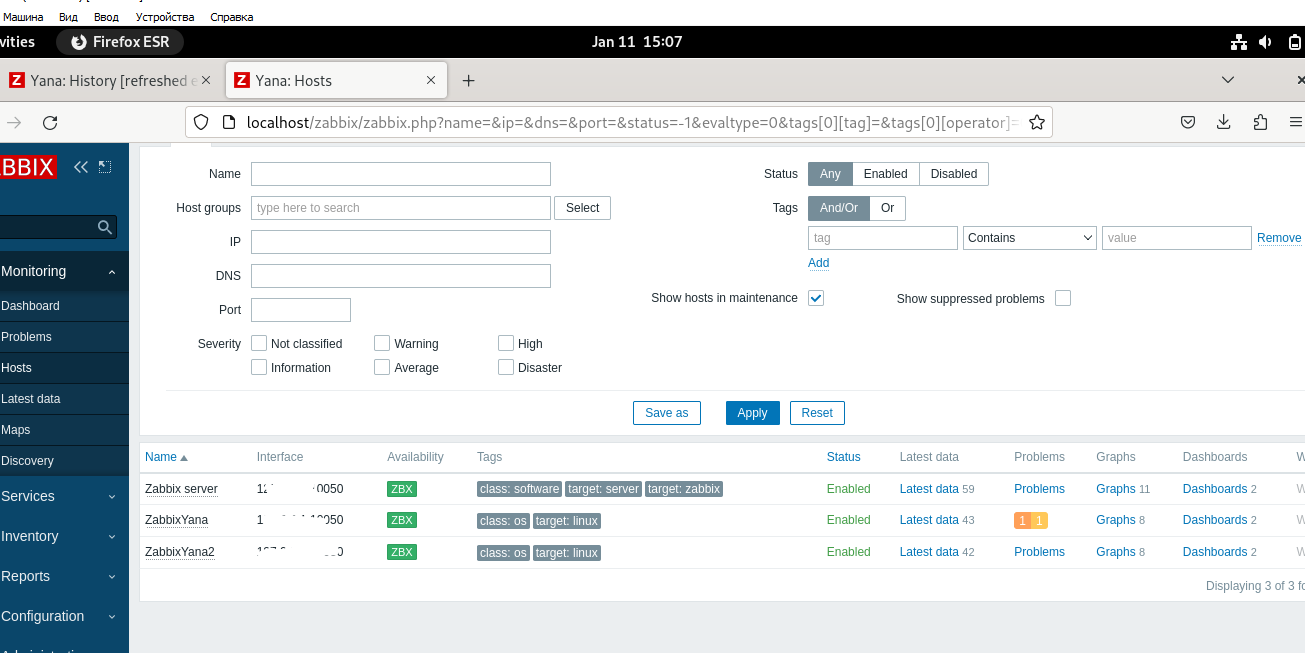 Машина Вид Ввод Устройства Справка
vities Firefox ESR Jan 11 15:07
Z Yana: History [refreshed e Z Yana: Hosts
localhost/zabbix/zabbix.php?name=&ip=&dns=&port=&status=-1&evaltype=0&tags[0][tag]=&tags[0][operator]=
BBIX
Name Status Any Enabled Disabled
Host groups type here to search Select Tags And/Or Or
IP tag Contains value Remove
DNS Add
Port Show hosts in maintenance Show suppressed problems
Severity Not classified Warning High
Information Average Disaster
Save as Apply Reset
Monitoring
Dashboard
Problems
Hosts
Latest data
Maps
Discovery
Services
Inventory
Reports
Configuration
Name Interface Availability Tags Status Latest data Problems Graphs Dashboards W
Zabbix server 0050 ZBX class: software target: server target: zabbix Enabled Latest data 59 Problems Graphs 11 Dashboards 2 W
ZabbixYana 050 ZBX class: os target: linux Enabled Latest data 43 1 1 Graphs 8 Dashboards 2 W
ZabbixYana2 ZBX class: os target: linux Enabled Latest data 42 Problems Graphs 8 Dashboards 2 W
Displaying 3 of 3 fo